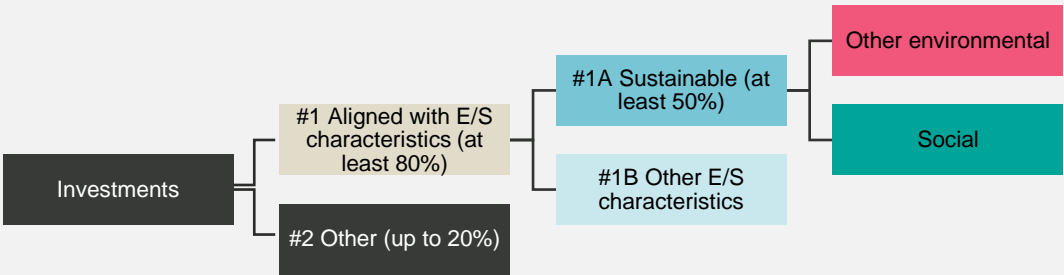 Investments
#1 Aligned with E/S
characteristics (at
least 80%)
#2 Other (up to 20%)
#1A Sustainable (at
least 50%)
#1B Other E/S
characteristics
Other environmental
Social